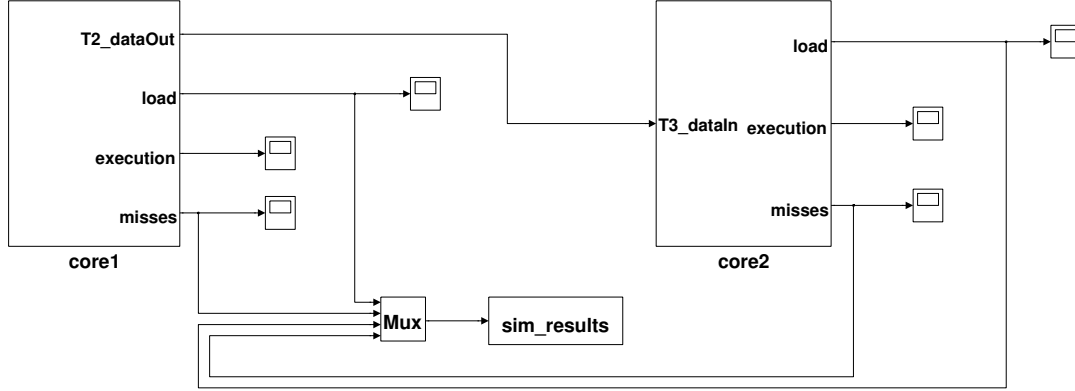 T2_dataOut
load
execution
misses
core1
T3_dataIn
load
execution
misses
core2
Mux
sim_results